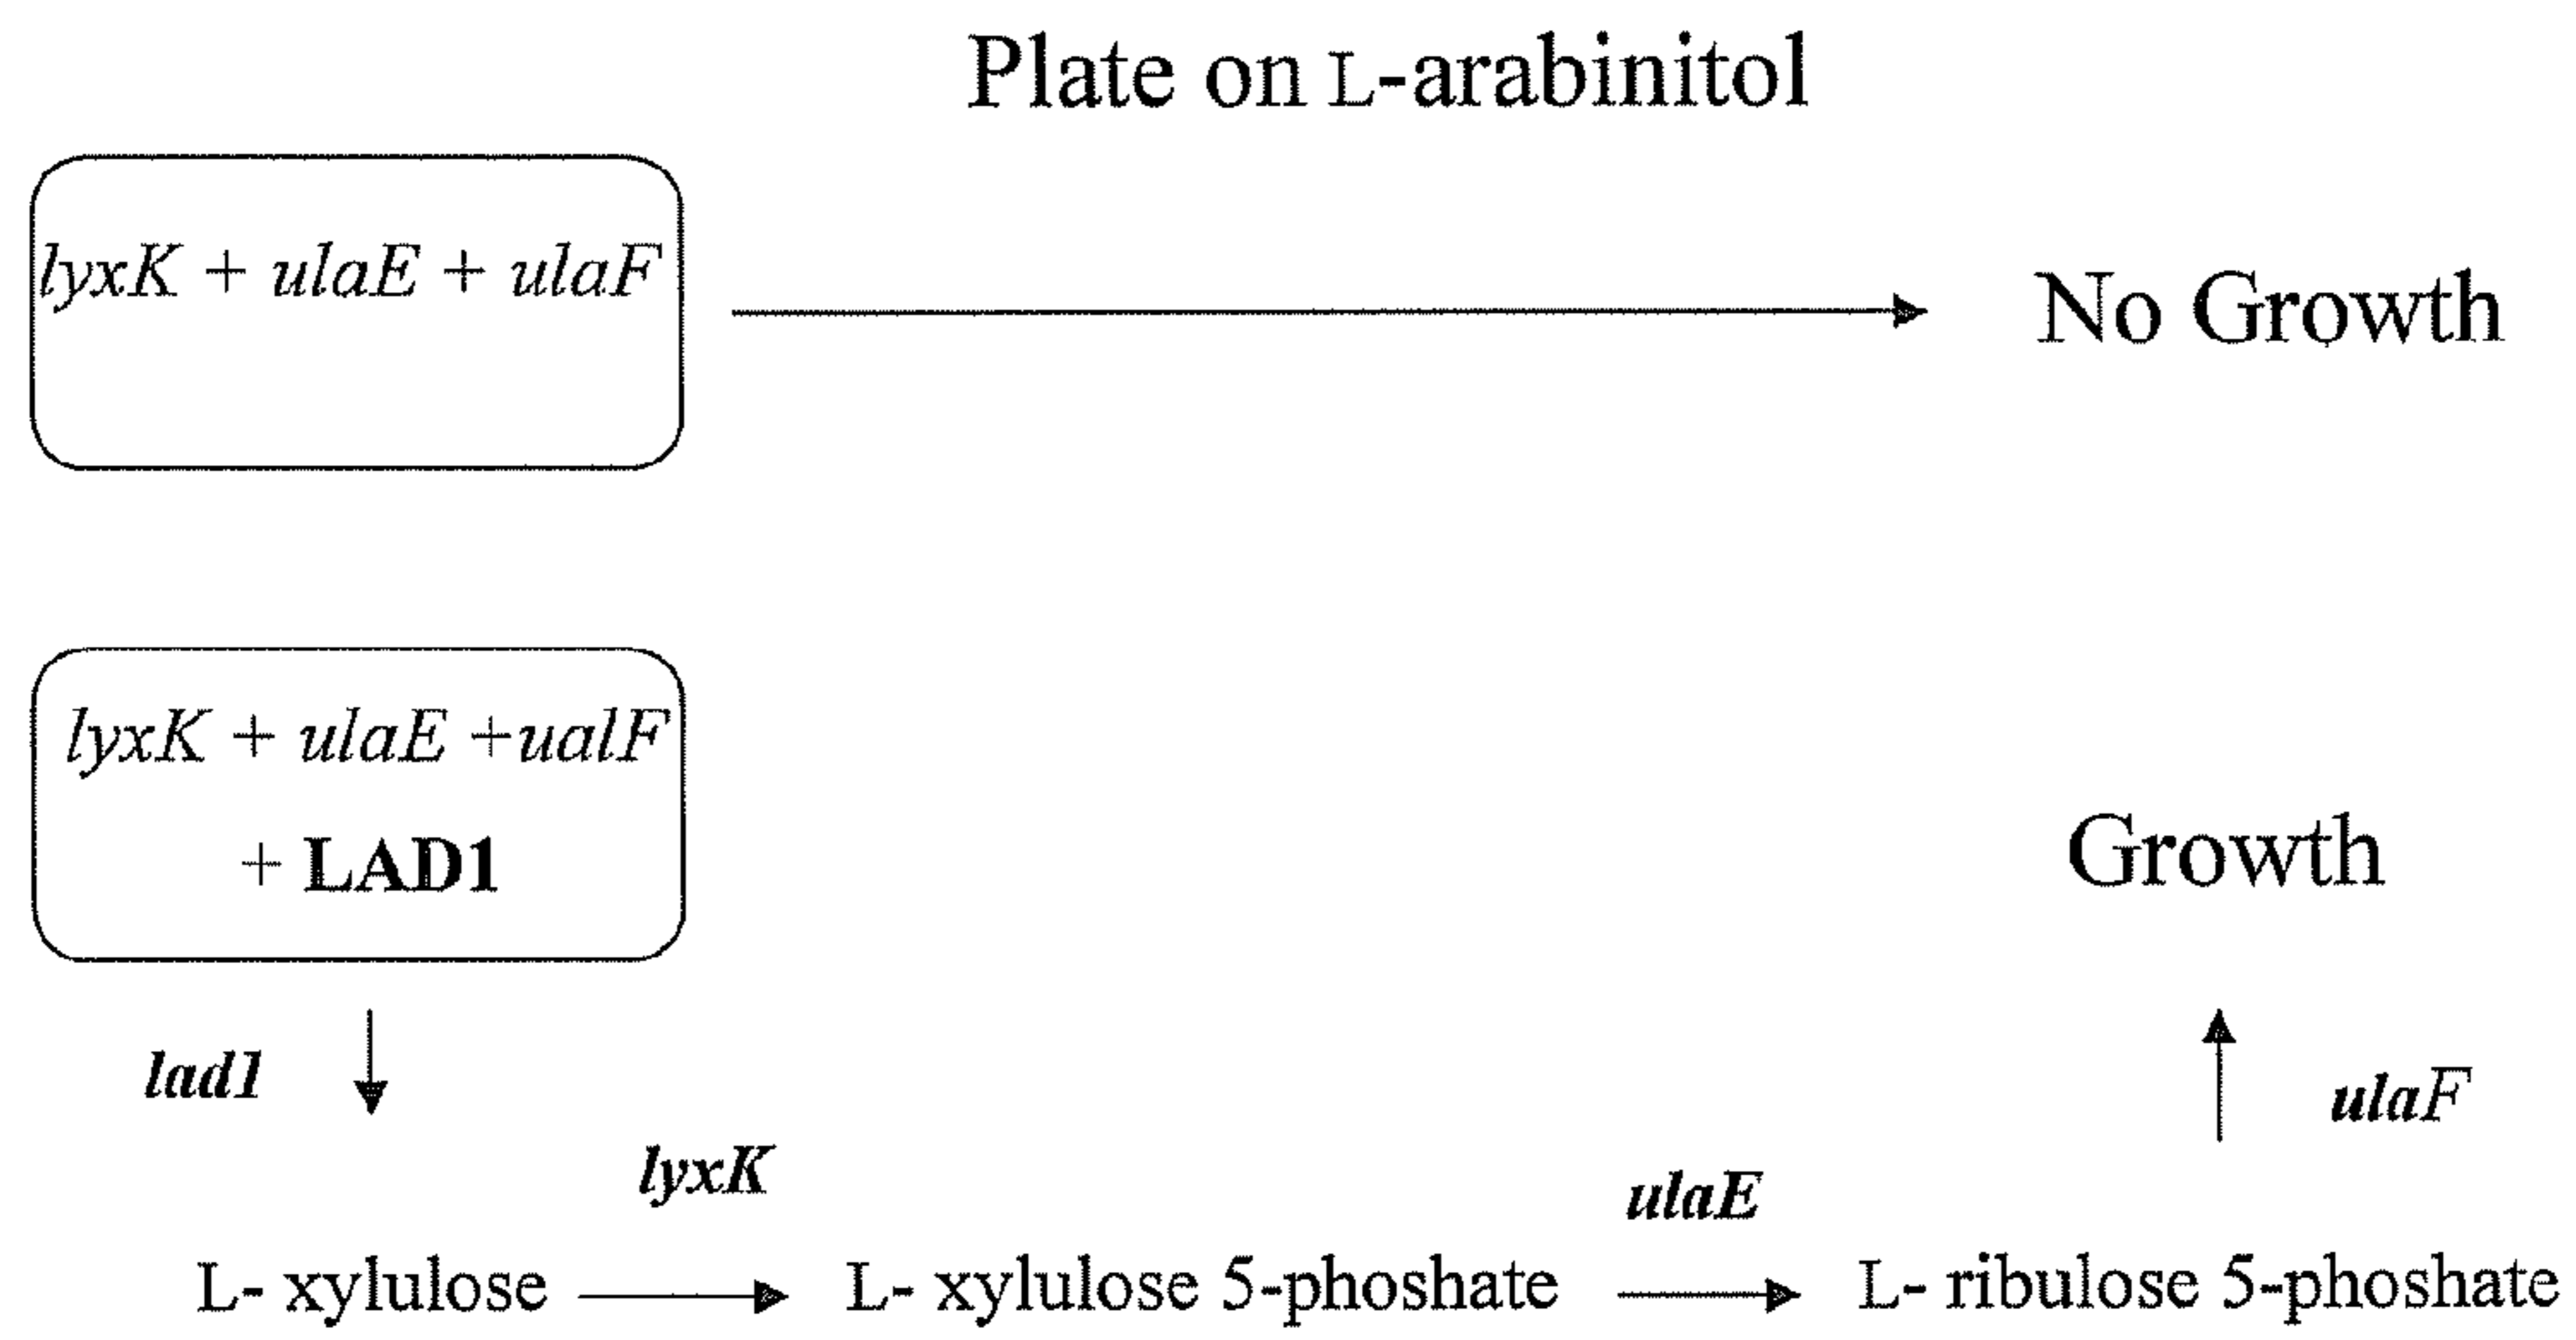 Plate on L-arabinitol
lyxK + ulaE + ulaF
No Growth
lyxK + ulaE +ualF
+ LAD1
Growth
lad1
ulaF
lyxK
ulaE
L- xylulose
L- xylulose 5-phoshate
L- ribulose 5-phoshate